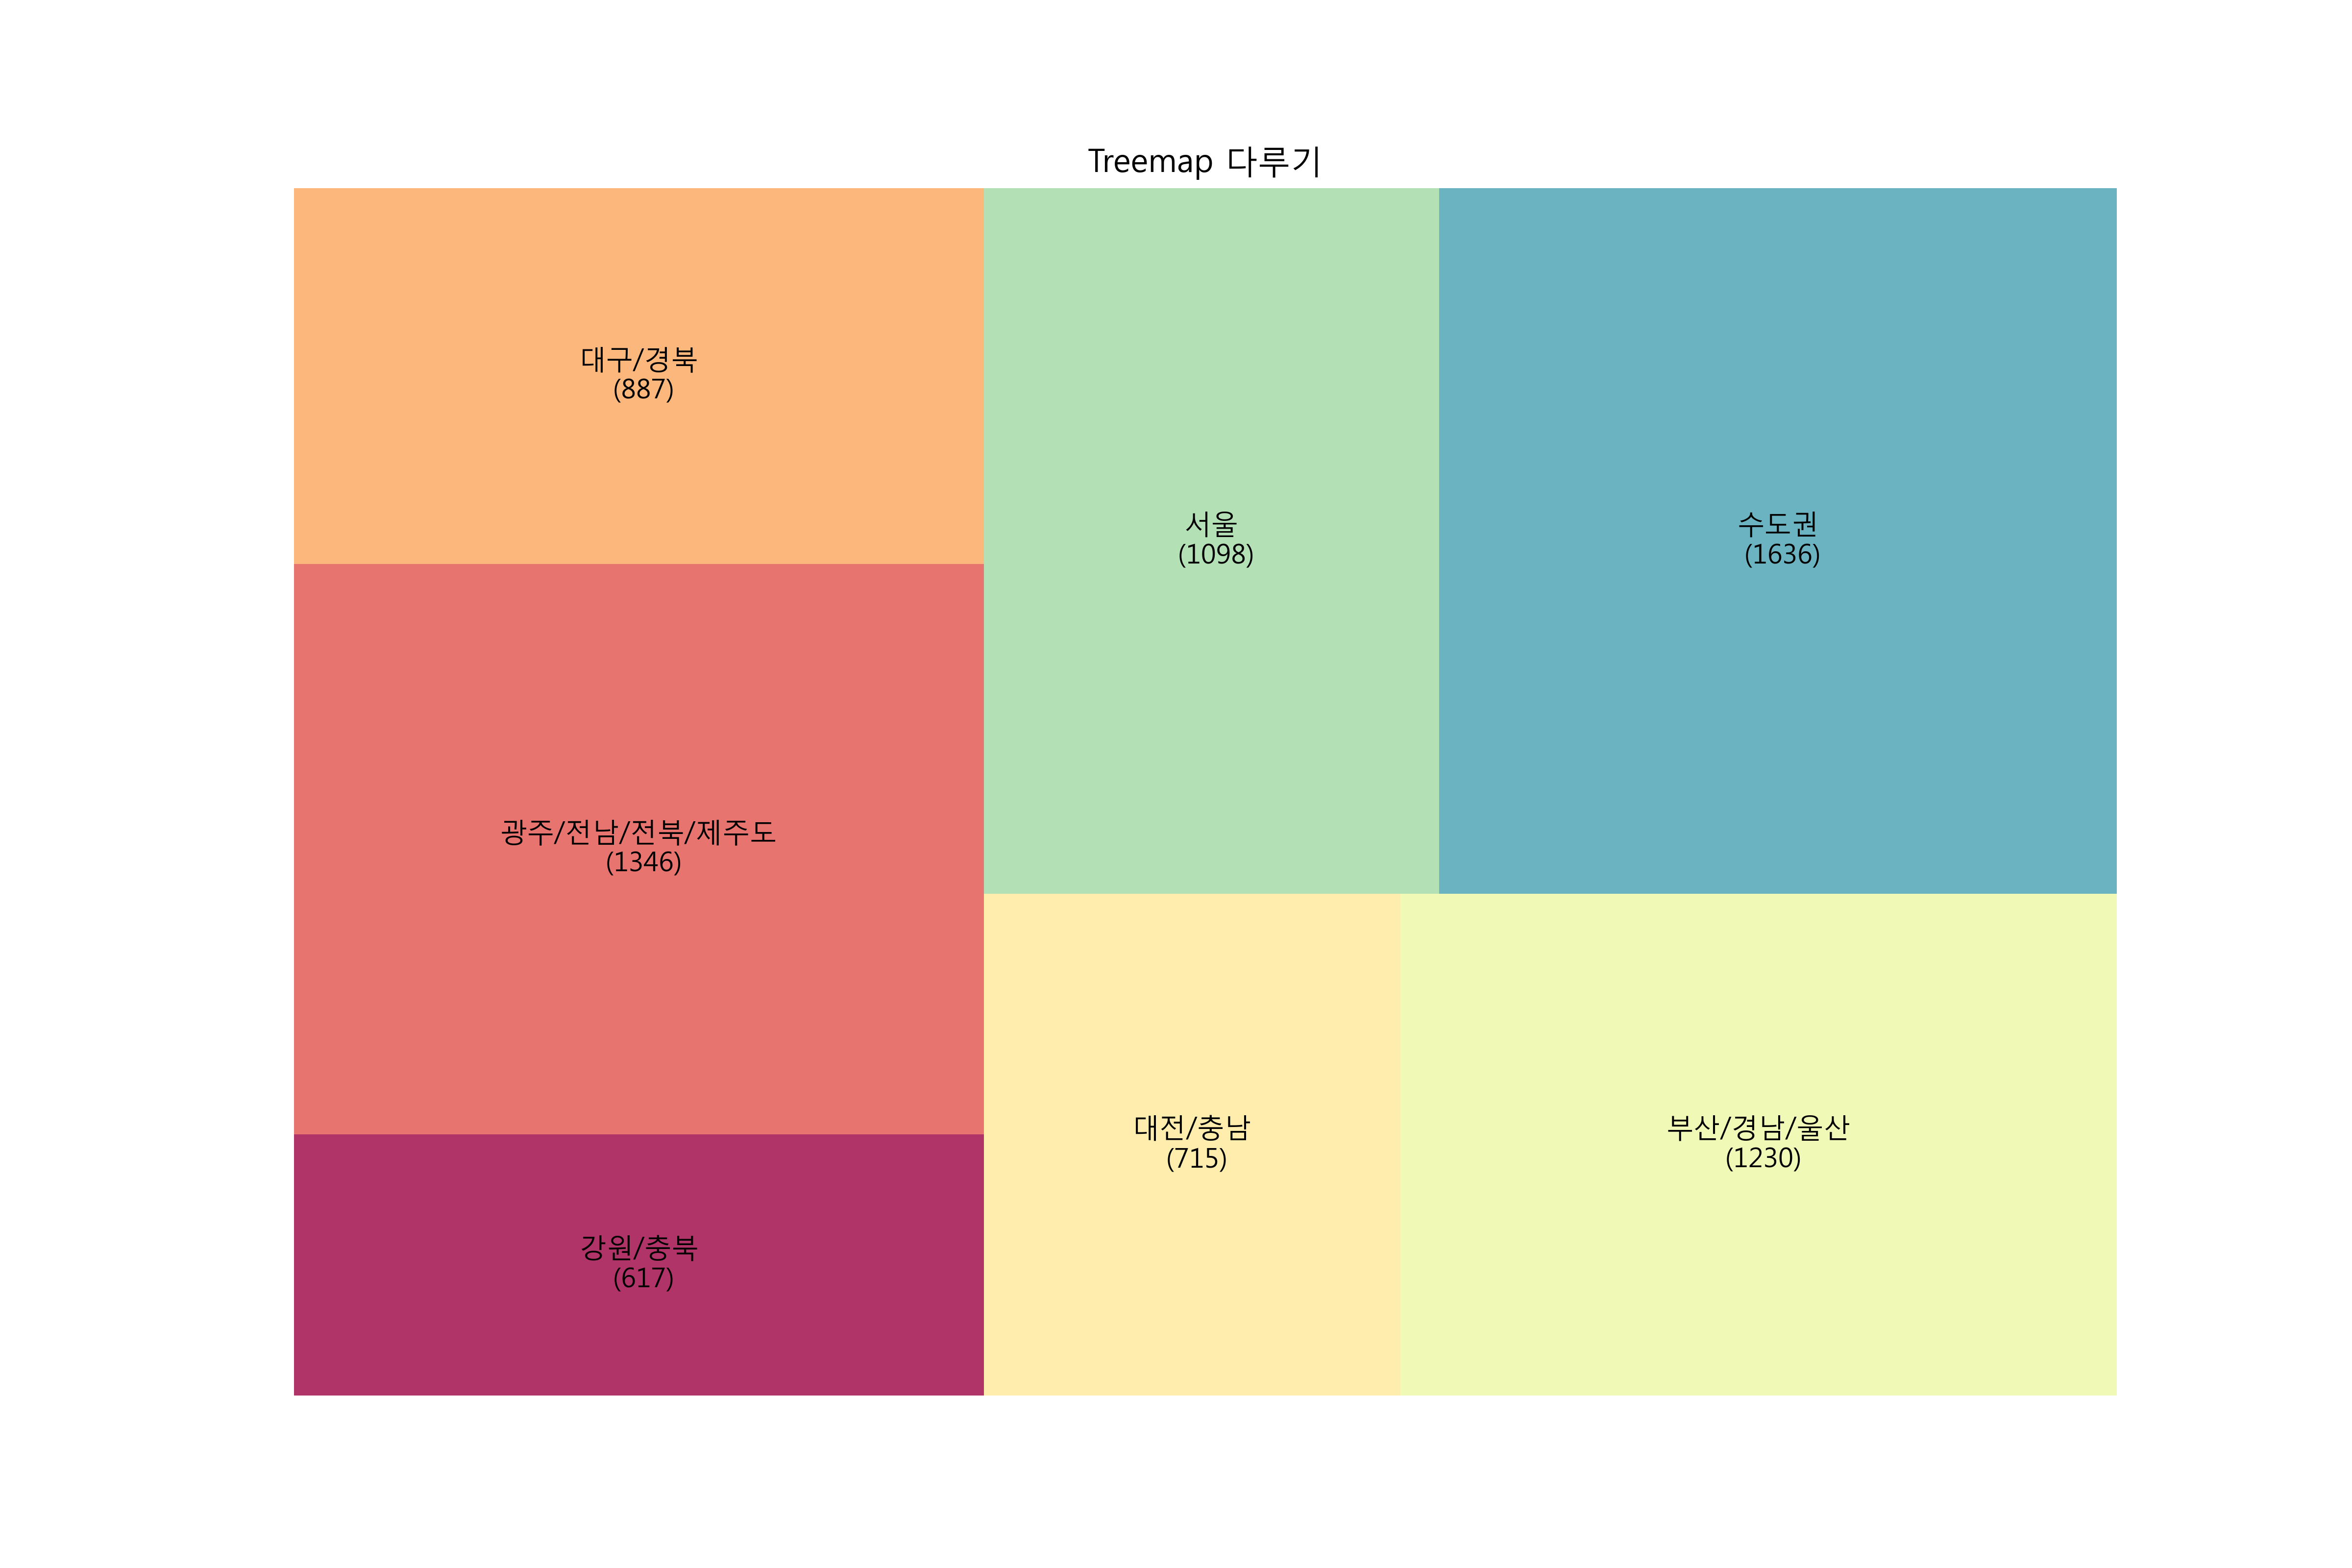 Treemap 다루기
대구/경북
(887)
서울
(1098)
수도권
(1636)
광주/전남/전북/제주도
(1346)
대전/충남
(715)
부산/경남/울산
(1230)
강원/충북
(617)